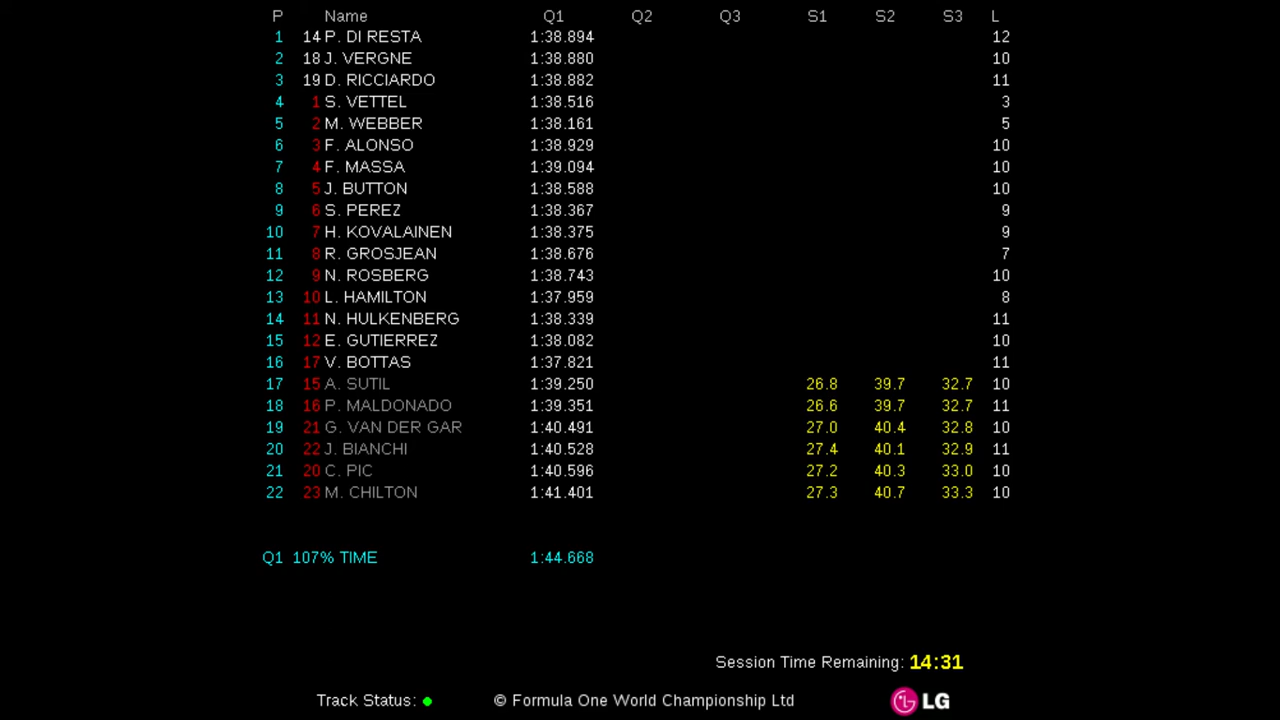 P Name Q1 Q2 Q3 S1 S2 S3 L
1 14 P. DI RESTA 1:38.894 12
2 18 J. VERGNE 1:38.880 10
3 19 D. RICCIARDO 1:38.882 11
4 1 S. VETTEL 1:38.516 3
5 2 M. WEBBER 1:38.161 5
6 3 F. ALONSO 1:38.929 10
7 4 F. MASSA 1:39.094 10
8 5 J. BUTTON 1:38.588 10
9 6 S. PEREZ 1:38.367 9
10 7 H. KOVALAINEN 1:38.375 9
11 8 R. GROSJEAN 1:38.676 7
12 9 N. ROSBERG 1:38.743 10
13 10 L. HAMILTON 1:37.959 8
14 11 N. HULKENBERG 1:38.339 11
15 12 E. GUTIERREZ 1:38.082 10
16 17 V. BOTTAS 1:37.821 11
17 15 A. SUTIL 1:39.250 26.8 39.7 32.7 10
18 16 P. MALDONADO 1:39.351 26.6 39.7 32.7 11
19 21 G. VAN DER GAR 1:40.491 27.0 40.4 32.8 10
20 22 J. BIANCHI 1:40.528 27.4 40.1 32.9 11
21 20 C. PIC 1:40.596 27.2 40.3 33.0 10
22 23 M. CHILTON 1:41.401 27.3 40.7 33.3 10
Q1 107% TIME 1:44.668
Session Time Remaining: 14:31
Track Status: © Formula One World Championship Ltd LG